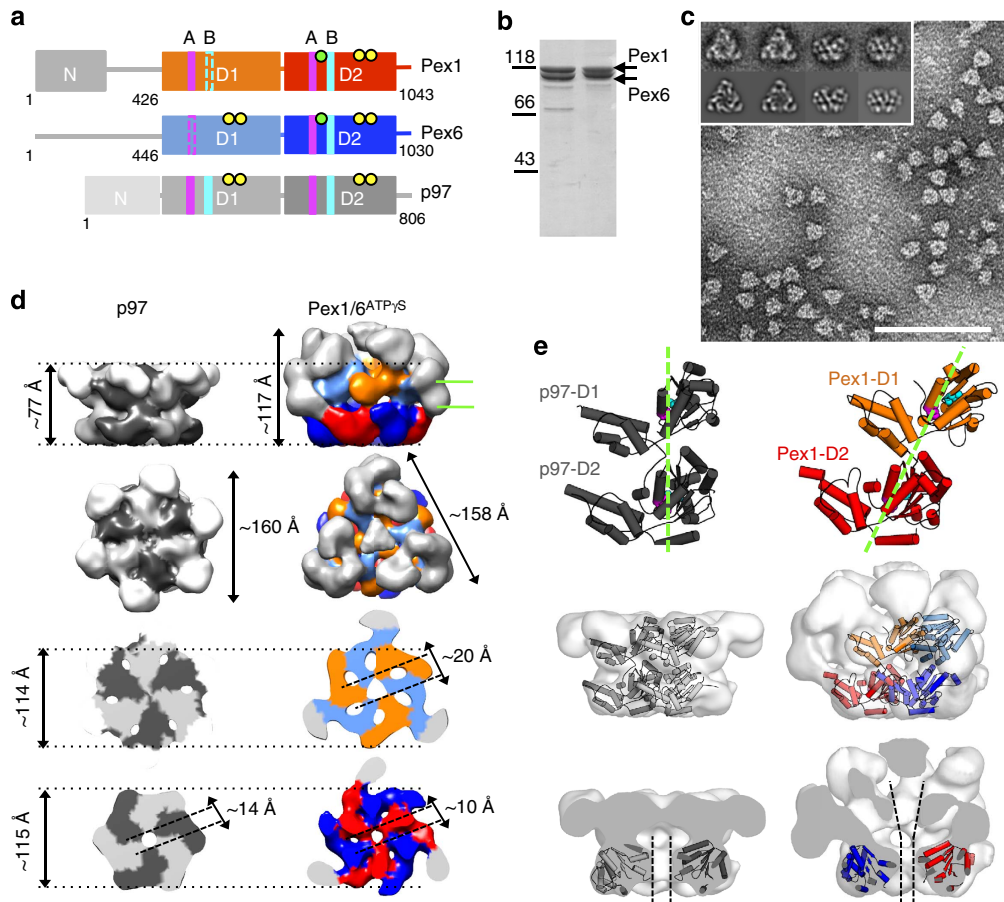 a
A B A B
N D1 D2 Pex1
1 426 1043
D1 D2 Pex6
1 446 1030
N D1 D2 p97
1 806
b
118
66
43
Pex1
Pex6
c
d
p97 Pex1/6ATPγS
~77 Å ~117 Å
~160 Å ~158 Å
~114 Å ~20 Å
~115 Å ~14 Å ~10 Å
e
p97-D1 Pex1-D1
p97-D2 Pex1-D2